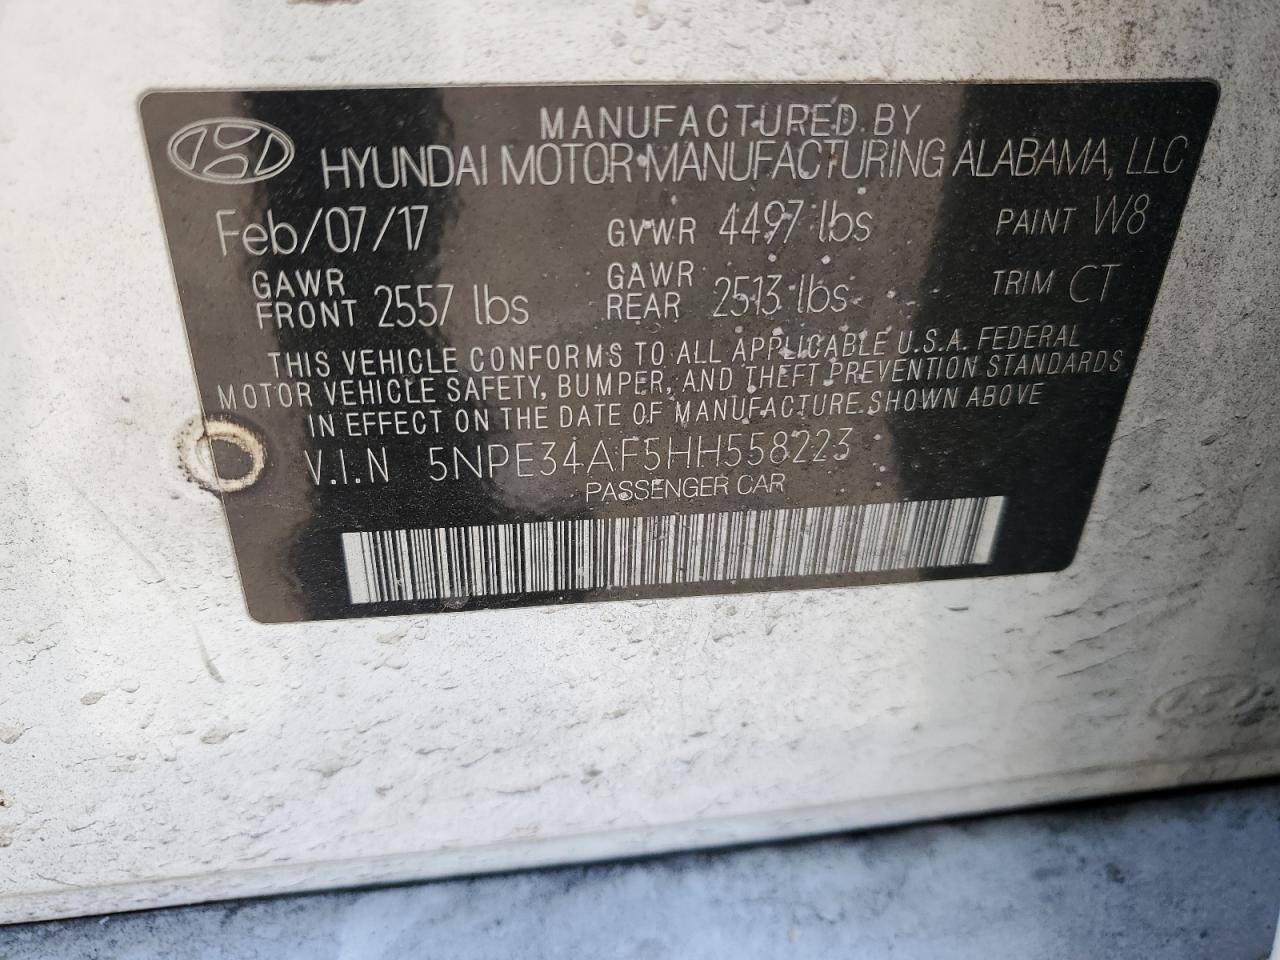 MANUFACTURED BY
HYUNDAI MOTOR MANUFACTURING ALABAMA, LLC
Feb/07/17 GVWR 4497 lbs PAINT W8
GAWR FRONT 2557 lbs GAWR REAR 2513 lbs TRIM CT
THIS VEHICLE CONFORMS TO ALL APPLICABLE U.S.A. FEDERAL
MOTOR VEHICLE SAFETY, BUMPER, AND THEFT PREVENTION STANDARDS
IN EFFECT ON THE DATE OF MANUFACTURE SHOWN ABOVE
V.I.N 5NPE34AF5HH558223
PASSENGER CAR